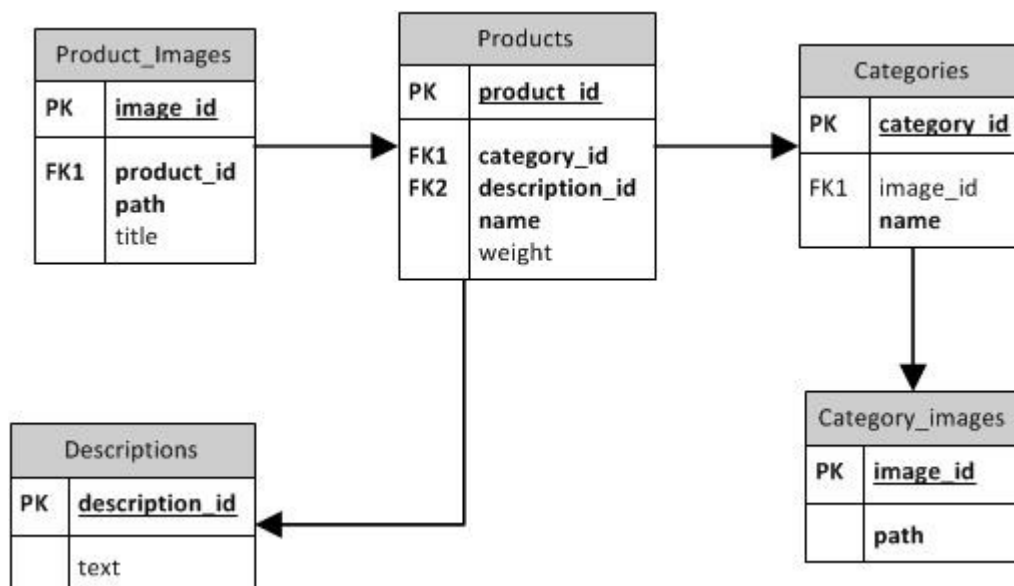 Product_Images
PK image_id
FK1 product_id
path
title
Products
PK product_id
FK1 category_id
FK2 description_id
name
weight
Categories
PK category_id
FK1 image_id
name
Descriptions
PK description_id
text
Category_images
PK image_id
path